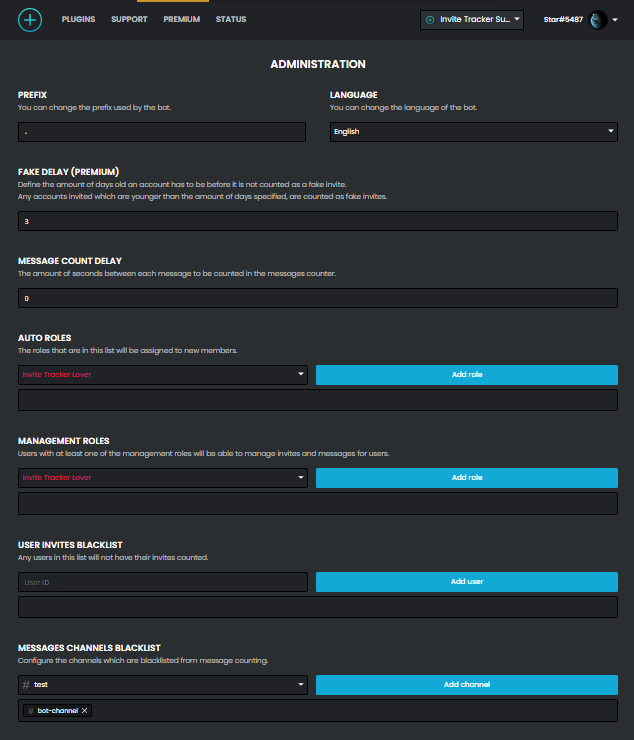 PLUGINS SUPPORT PREMIUM STATUS Invite Tracker Su... Star#5487
ADMINISTRATION
PREFIX
You can change the prefix used by the bot.
.
LANGUAGE
You can change the language of the bot.
English
FAKE DELAY (PREMIUM)
Define the amount of days old an account has to be before it is not counted as a fake invite.
Any accounts invited which are younger than the amount of days specified, are counted as fake invites.
3
MESSAGE COUNT DELAY
The amount of seconds between each message to be counted in the messages counter.
0
AUTO ROLES
The roles that are in this list will be assigned to new members.
Invite Tracker Lover Add role
MANAGEMENT ROLES
Users with at least one of the management roles will be able to manage invites and messages for users.
Invite Tracker Lover Add role
USER INVITES BLACKLIST
Any users in this list will not have their invites counted.
User ID Add user
MESSAGES CHANNELS BLACKLIST
Configure the channels which are blacklisted from message counting.
# test Add channel
# bot-channel ×